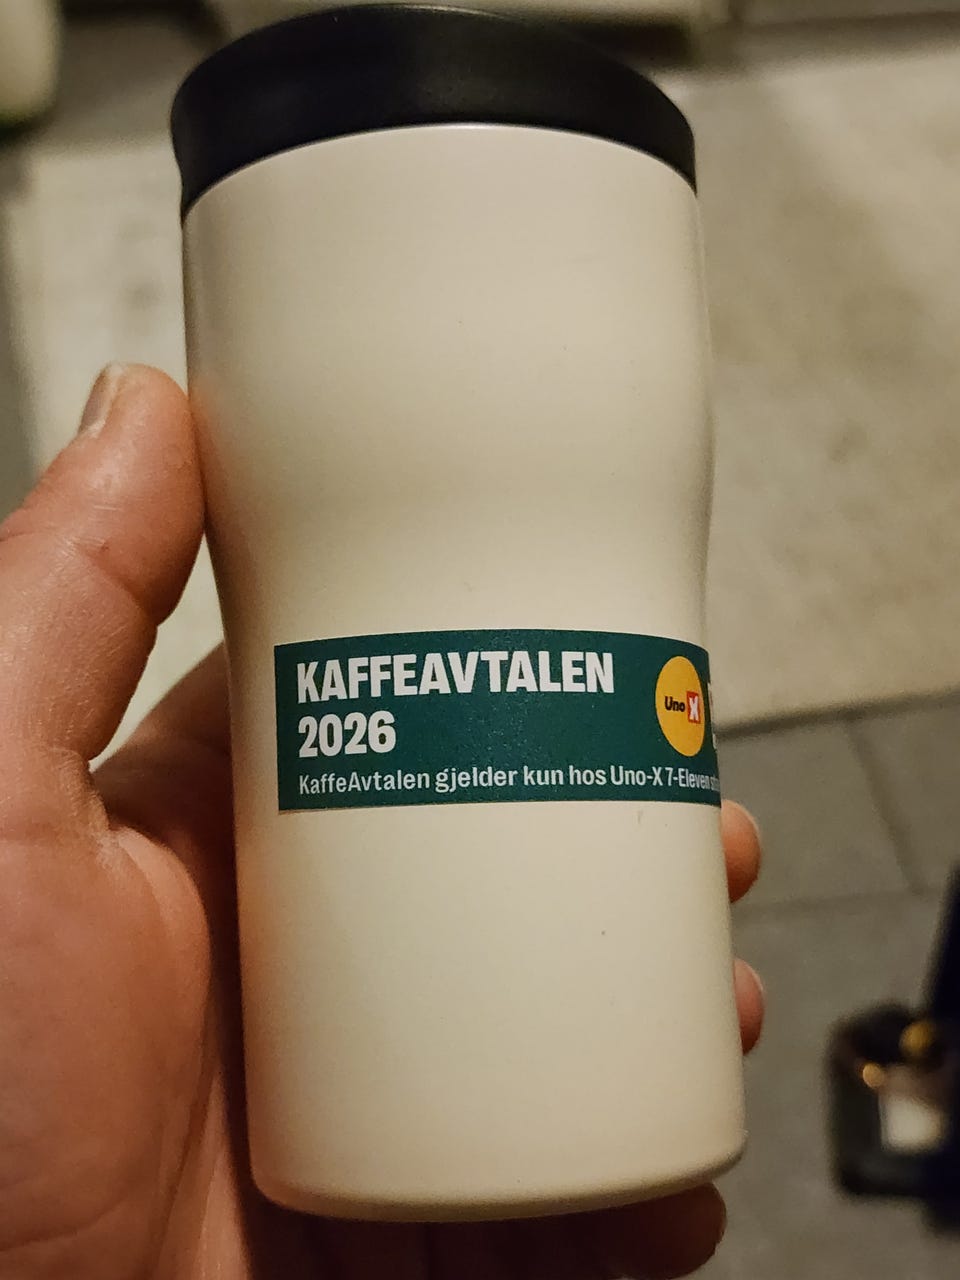 KAFFEAVTALEN
2026
Uno X
KaffeAvtalen gjelder kun hos Uno-X 7-Eleven